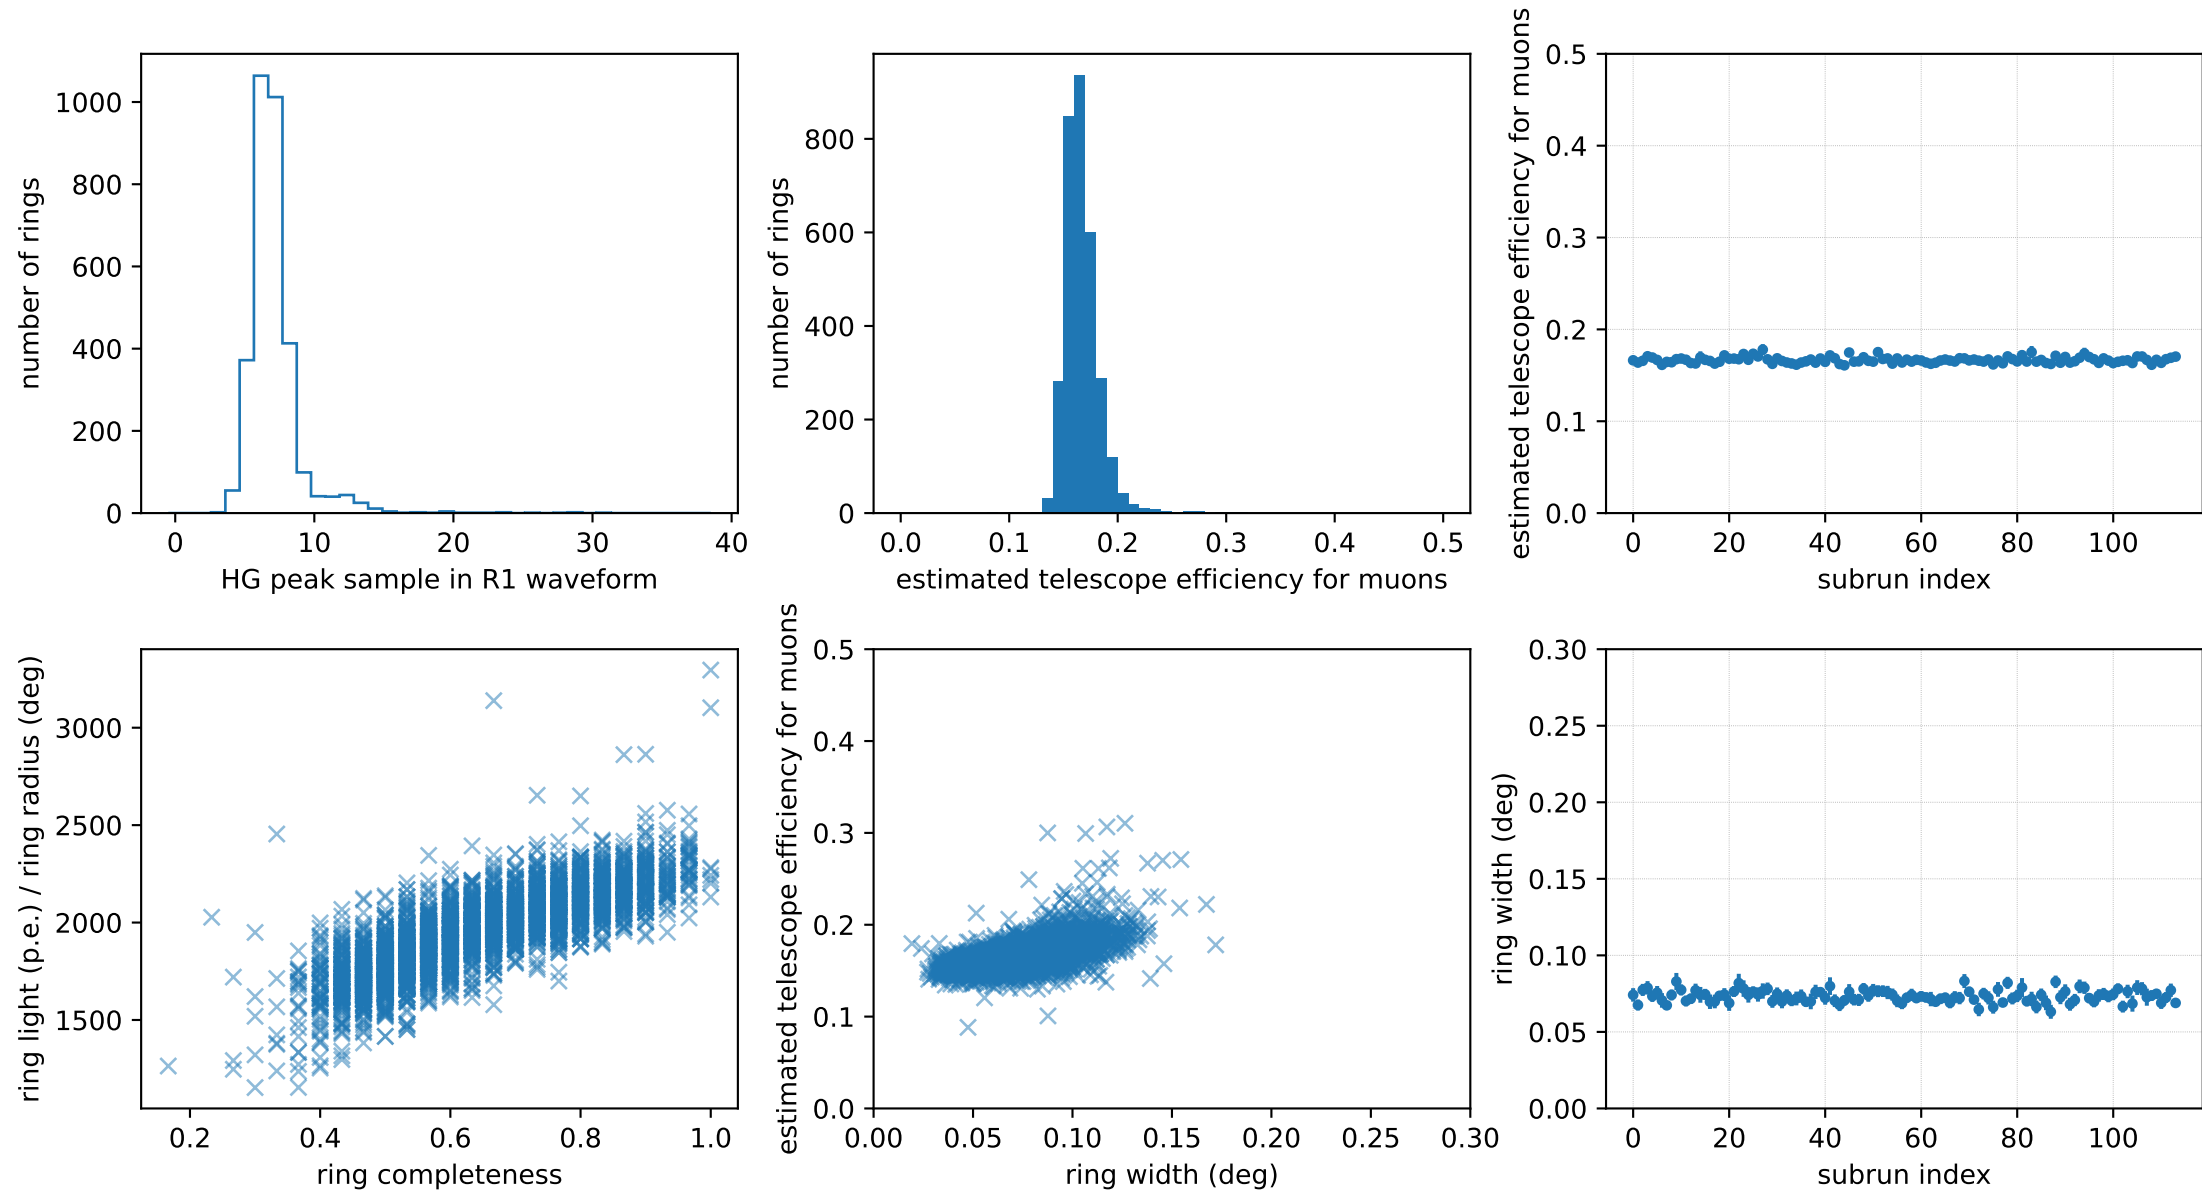 number of rings
1000
800
600
400
200
0
0 10 20 30 40
HG peak sample in R1 waveform
number of rings
800
600
400
200
0
0.0 0.1 0.2 0.3 0.4 0.5
estimated telescope efficiency for muons
estimated telescope efficiency for muons
0.5
0.4
0.3
0.2
0.1
0.0
0 20 40 60 80 100
subrun index
ring light (p.e.) / ring radius (deg)
3000
2500
2000
1500
0.2 0.4 0.6 0.8 1.0
ring completeness
estimated telescope efficiency for muons
0.5
0.4
0.3
0.2
0.1
0.0
0.00 0.05 0.10 0.15 0.20 0.25 0.30
ring width (deg)
ring width (deg)
0.30
0.25
0.20
0.15
0.10
0.05
0.00
0 20 40 60 80 100
subrun index